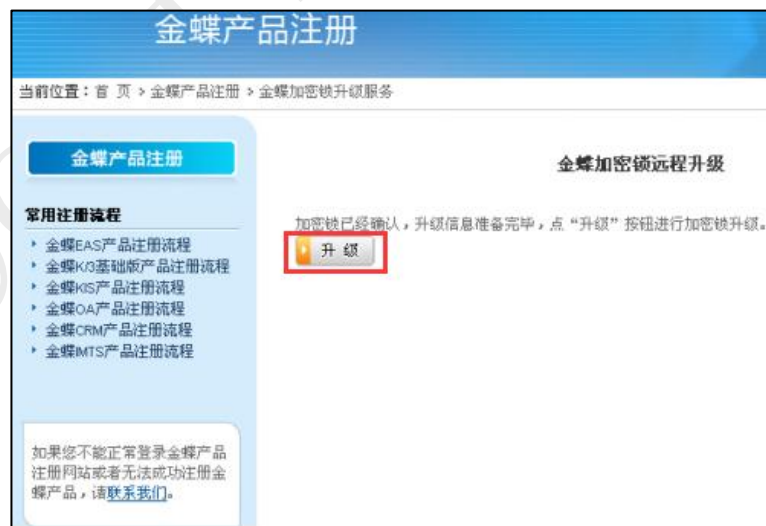 金蝶产品注册
当前位置：首 页 > 金蝶产品注册 > 金蝶加密锁升级服务
金蝶产品注册
常用注册流程
金蝶EAS产品注册流程
金蝶K/3基础版产品注册流程
金蝶KIS产品注册流程
金蝶OA产品注册流程
金蝶CRM产品注册流程
金蝶IMTS产品注册流程
如果您不能正常登录金蝶产品
注册网站或者无法成功注册金
蝶产品，请联系我们。
金蝶加密锁远程升级
加密锁已经确认，升级信息准备完毕，点“升级”按钮进行加密锁升级。
升 级